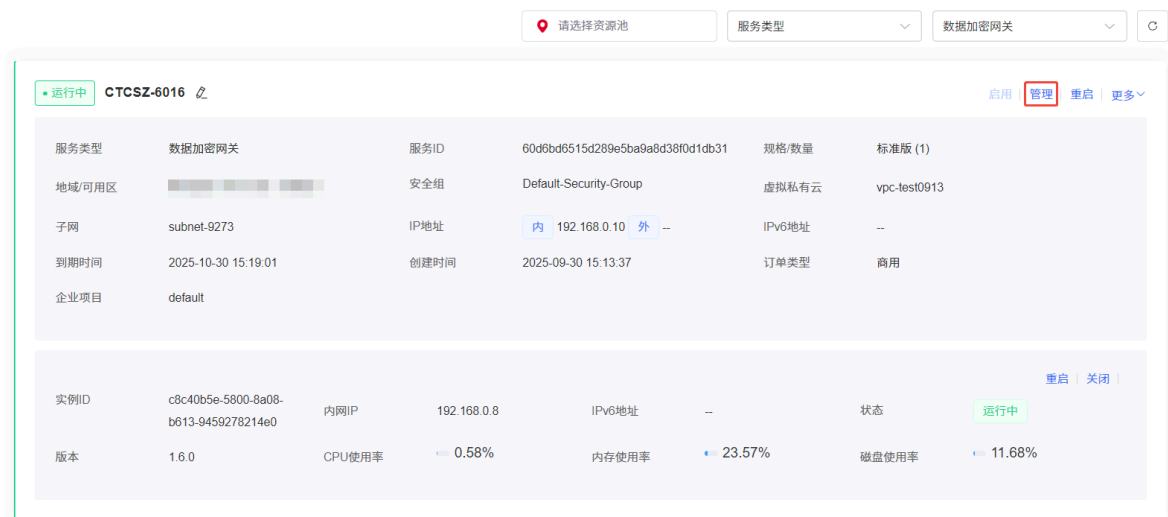 请选择资源池 服务类型 数据加密网关
运行中 CTCSZ-6016 启用 管理 重启 更多
服务类型 数据加密网关 服务ID 60d6bd6515d289e5ba9a8d38f0d1db31 规格/数量 标准版 (1)
地域/可用区 安全组 Default-Security-Group 虚拟私有云 vpc-test0913
子网 subnet-9273 IP地址 内 192.168.0.10 外 -- IPv6地址 --
到期时间 2025-10-30 15:19:01 创建时间 2025-09-30 15:13:37 订单类型 商用
企业项目 default
重启 关闭
实例ID c8c40b5e-5800-8a08-b613-9459278214e0 内网IP 192.168.0.8 IPv6地址 -- 状态 运行中
版本 1.6.0 CPU使用率 0.58% 内存使用率 23.57% 磁盘使用率 11.68%